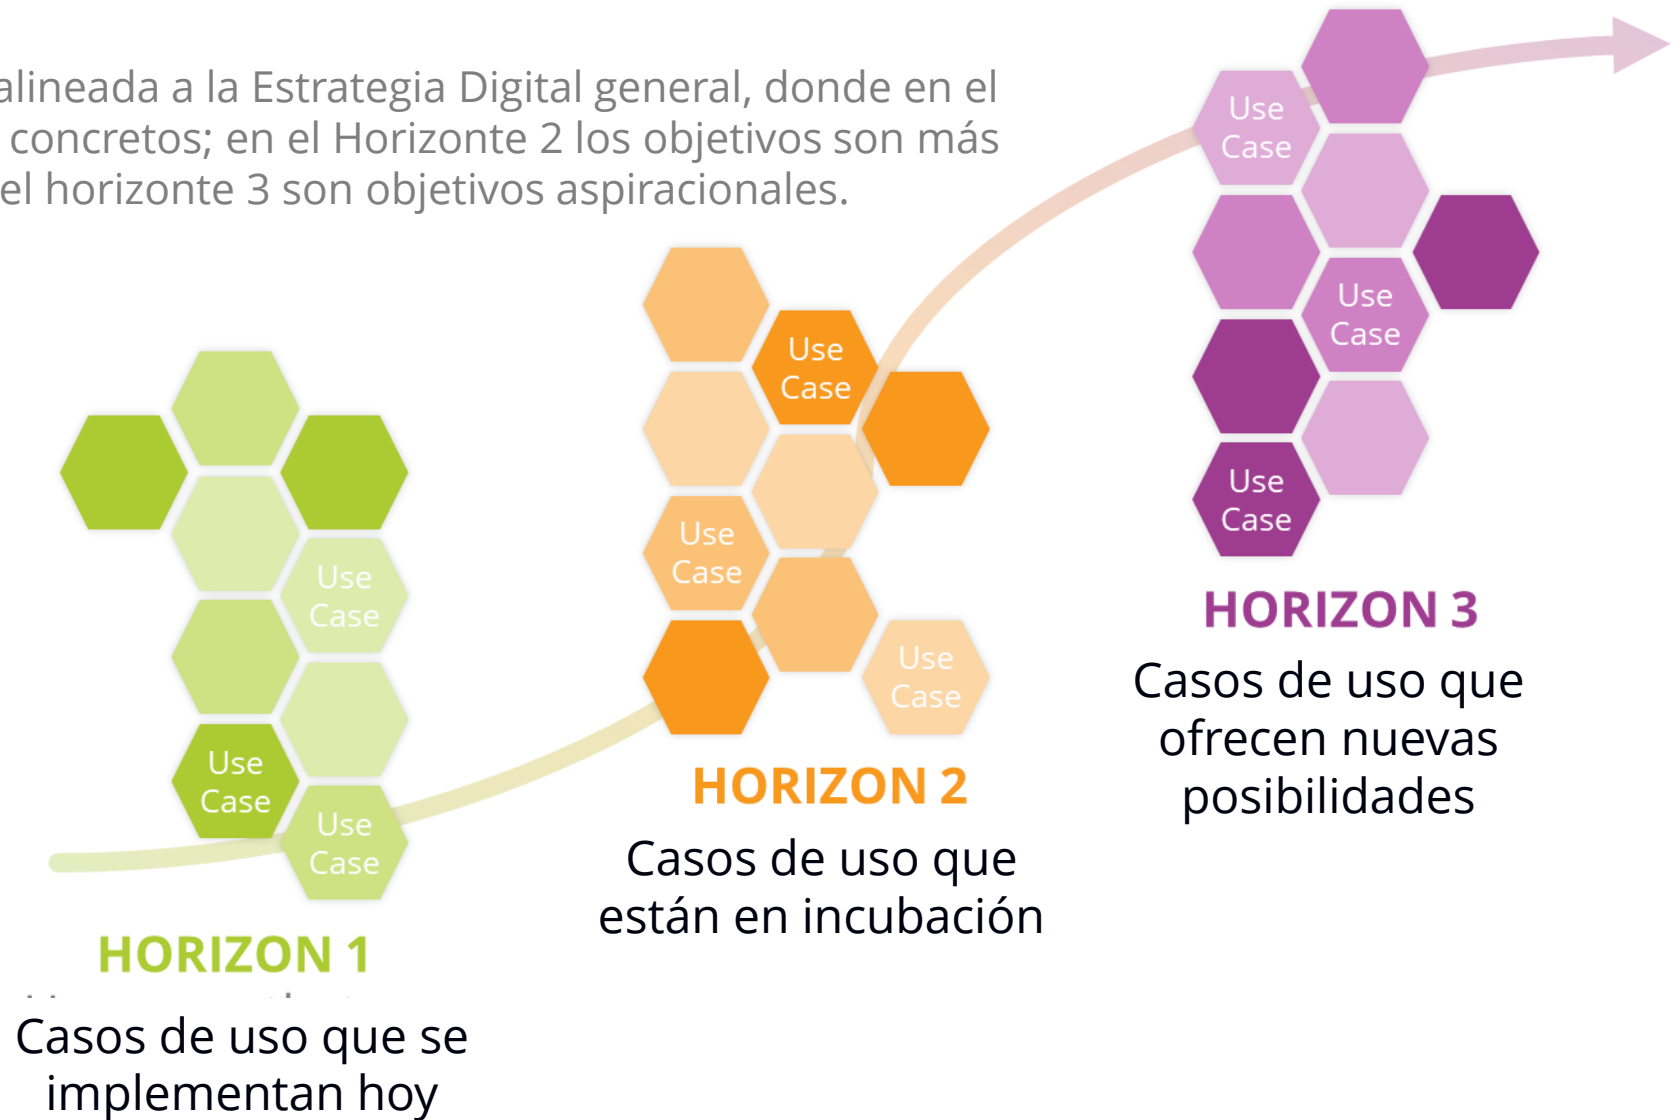 alineada a la Estrategia Digital general, donde en el
concretos; en el Horizonte 2 los objetivos son más
el horizonte 3 son objetivos aspiracionales.
Use
Case
Use
Case
Use
Case
HORIZON 1
Casos de uso que se
implementan hoy
Use
Case
Use
Case
Use
Case
HORIZON 2
Casos de uso que
están en incubación
Use
Case
Use
Case
Use
Case
HORIZON 3
Casos de uso que
ofrecen nuevas
posibilidades